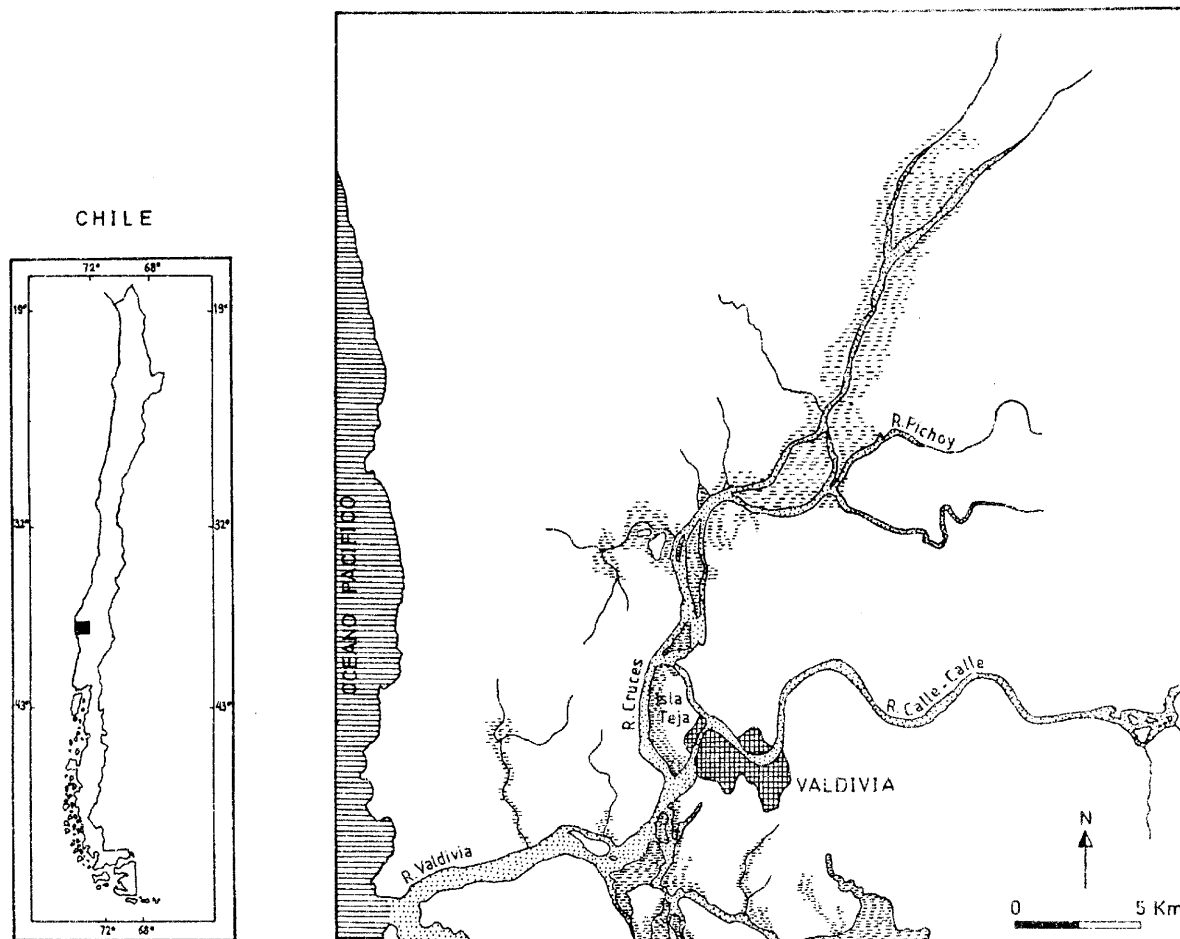 CHILE
72° 68°
19° 19°
32° 32°
43° 43°
72° 68°
OCEANO PACIFICO
R. Pichoy
R. Cruces
Isla
Teja
R. Calle-Calle
VALDIVIA
R. Valdivia
N
0 5 Km